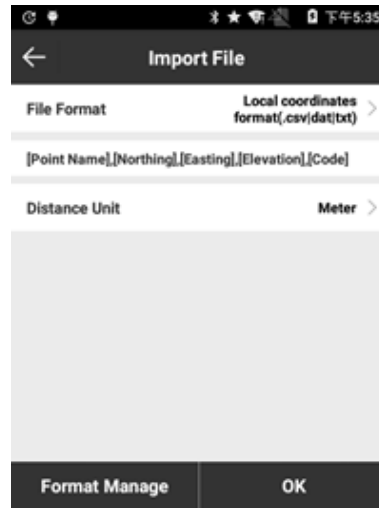 下午5:35
Import File
File Format
Local coordinates
format(.csv|dat|txt)
[Point Name],[Northing],[Easting],[Elevation],[Code]
Distance Unit
Meter
Format Manage
OK